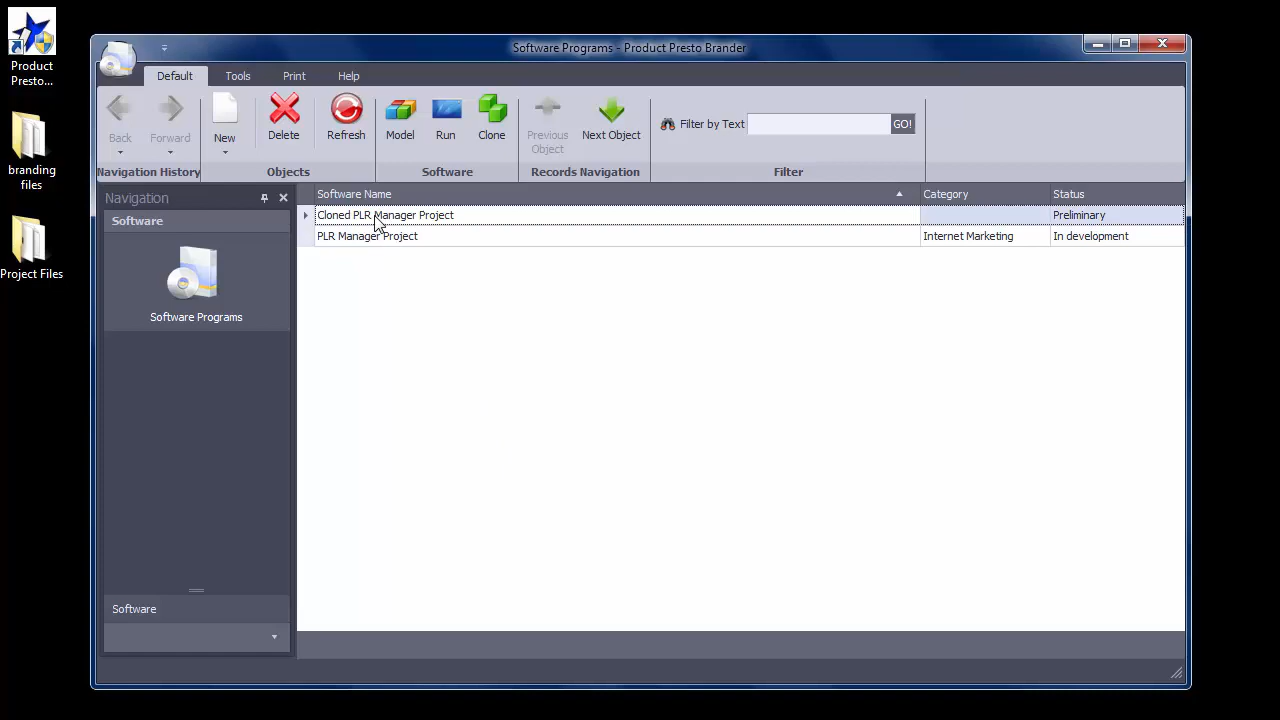 Product
Presto...
branding
files
Project Files
Software Programs - Product Presto Brander
Default Tools Print Help
Back Forward New Delete Refresh Model Run Clone Previous Object Next Object Filter by Text GO!
Navigation History Objects Software Records Navigation Filter
Navigation
Software
Software Programs
Software
Software Name Category Status
Cloned PLR Manager Project Preliminary
PLR Manager Project Internet Marketing In development